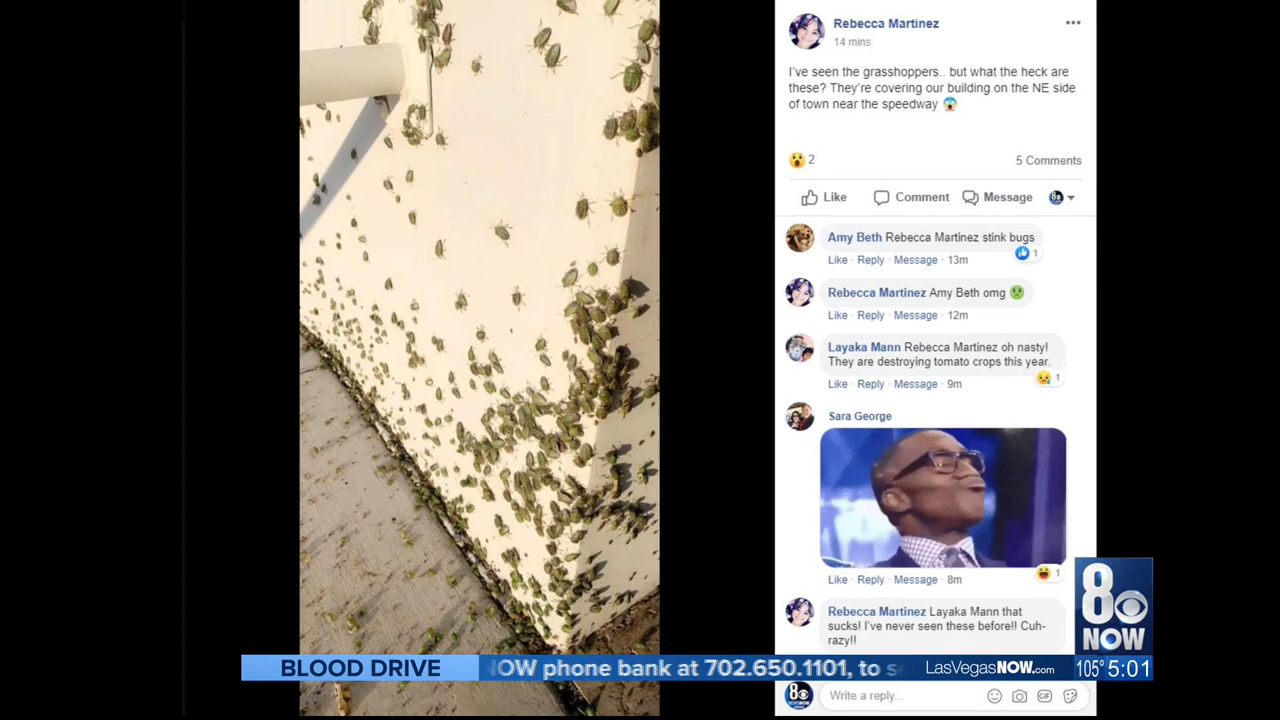 Rebecca Martinez
14 mins
I've seen the grasshoppers.. but what the heck are
these? They're covering our building on the NE side
of town near the speedway 😱
😮 2
5 Comments
Like Comment Message
Amy Beth Rebecca Martinez stink bugs
1
Like · Reply · Message · 13m
Rebecca Martinez Amy Beth omg 🤢
Like · Reply · Message · 12m
Layaka Mann Rebecca Martinez oh nasty!
They are destroying tomato crops this year.
1
Like · Reply · Message · 9m
Sara George
Like · Reply · Message · 8m
1
Rebecca Martinez Layaka Mann that
sucks! I've never seen these before!! Cuh-
razy!!
8
NOW
BLOOD DRIVE
NOW phone bank at 702.650.1101, to
LasVegasNOW.com
105° 5:01
8
Write a reply...
GIF